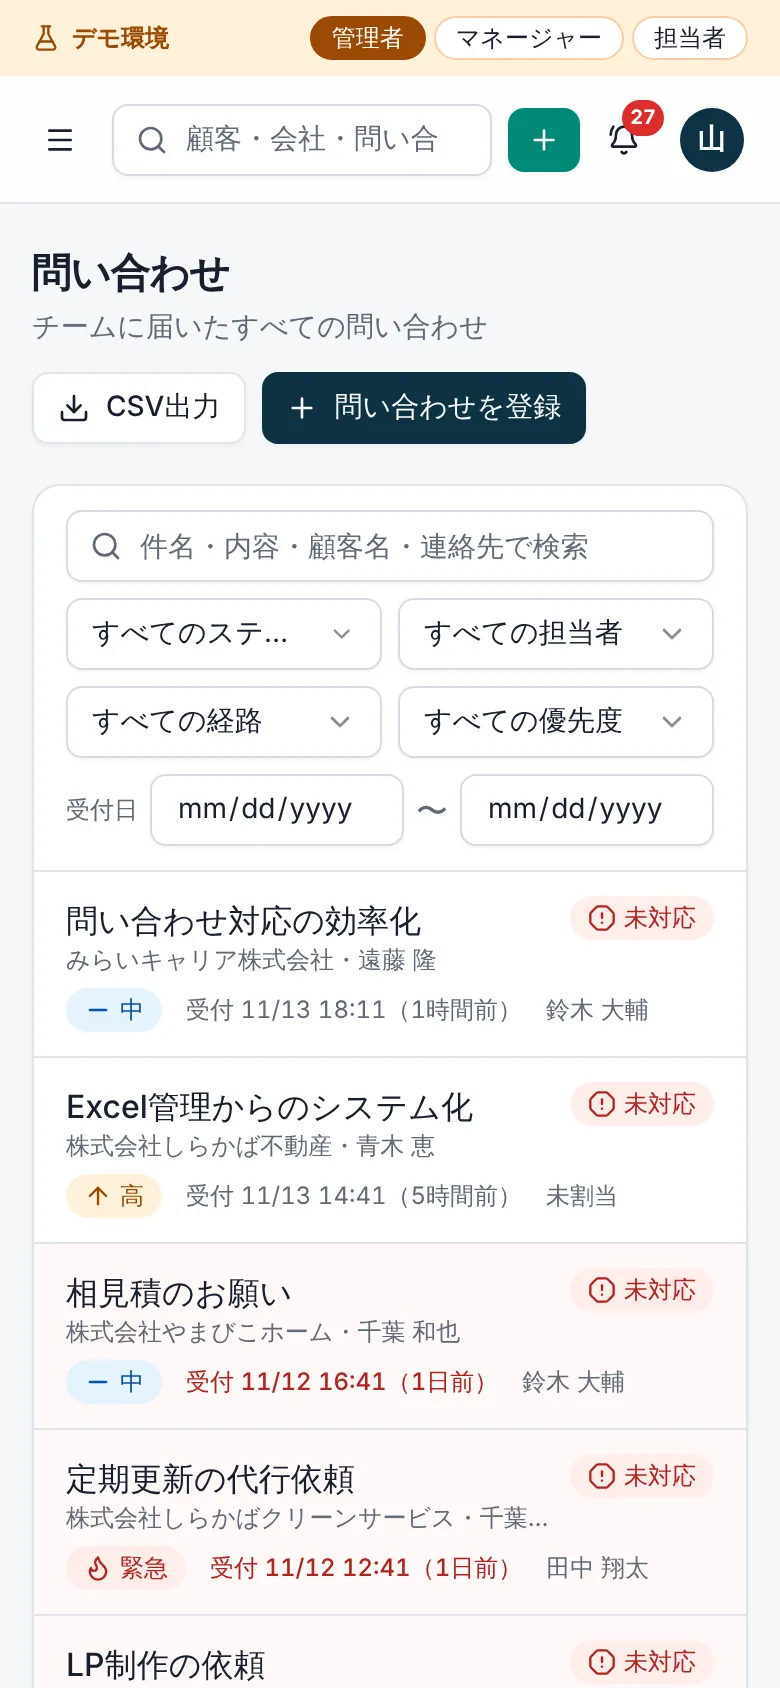 デモ環境 管理者 マネージャー 担当者
顧客・会社・問い合 27 山
問い合わせ
チームに届いたすべての問い合わせ
CSV出力 問い合わせを登録
件名・内容・顧客名・連絡先で検索
すべてのステ... すべての担当者
すべての経路 すべての優先度
受付日 mm/dd/yyyy 〜 mm/dd/yyyy
問い合わせ対応の効率化 未対応
みらいキャリア株式会社・遠藤 隆
中 受付 11/13 18:11（1時間前） 鈴木 大輔
Excel管理からのシステム化 未対応
株式会社しらかば不動産・青木 恵
高 受付 11/13 14:41（5時間前） 未割当
相見積のお願い 未対応
株式会社やまびこホーム・千葉 和也
中 受付 11/12 16:41（1日前） 鈴木 大輔
定期更新の代行依頼 未対応
株式会社しらかばクリーンサービス・千葉...
緊急 受付 11/12 12:41（1日前） 田中 翔太
LP制作の依頼 未対応